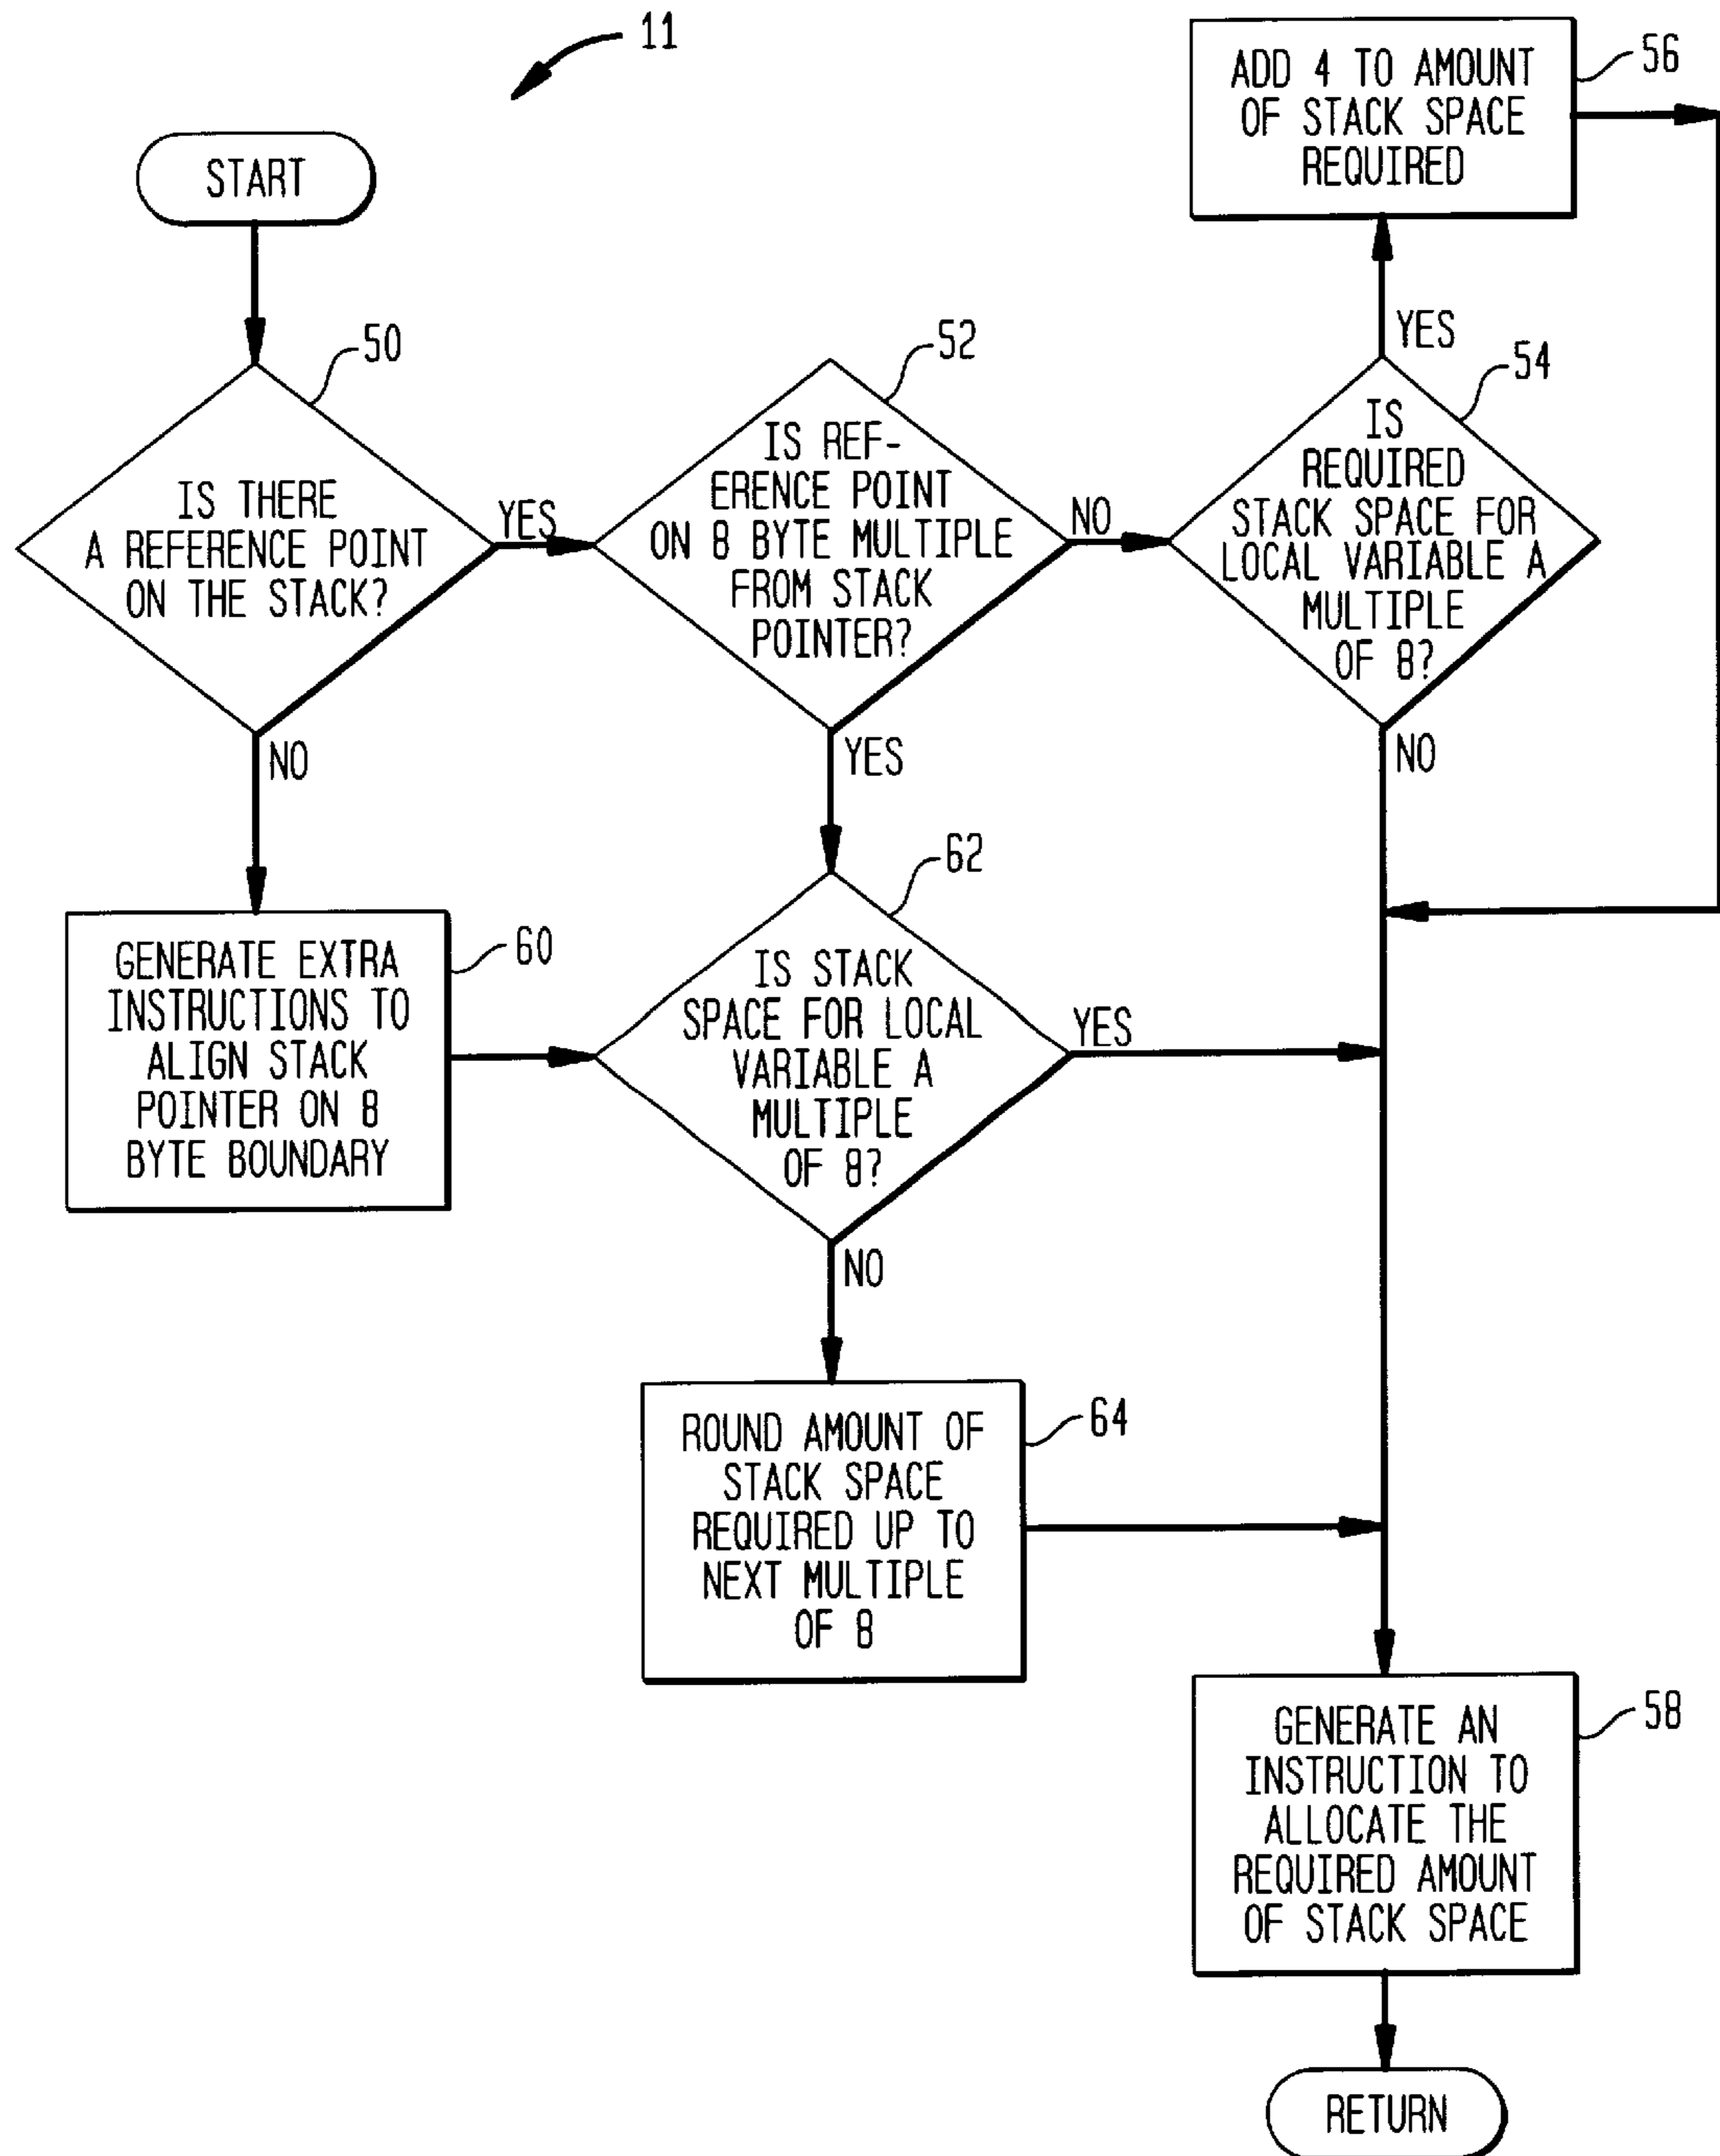 11
START
50
IS THERE
A REFERENCE POINT
ON THE STACK?
YES
NO
52
IS REF-
ERENCE POINT
ON 8 BYTE MULTIPLE
FROM STACK
POINTER?
NO
YES
54
IS
REQUIRED
STACK SPACE FOR
LOCAL VARIABLE A
MULTIPLE
OF 8?
YES
NO
56
ADD 4 TO AMOUNT
OF STACK SPACE
REQUIRED
60
GENERATE EXTRA
INSTRUCTIONS TO
ALIGN STACK
POINTER ON 8
BYTE BOUNDARY
62
IS STACK
SPACE FOR LOCAL
VARIABLE A
MULTIPLE
OF 8?
YES
NO
64
ROUND AMOUNT OF
STACK SPACE
REQUIRED UP TO
NEXT MULTIPLE
OF 8
58
GENERATE AN
INSTRUCTION TO
ALLOCATE THE
REQUIRED AMOUNT
OF STACK SPACE
RETURN